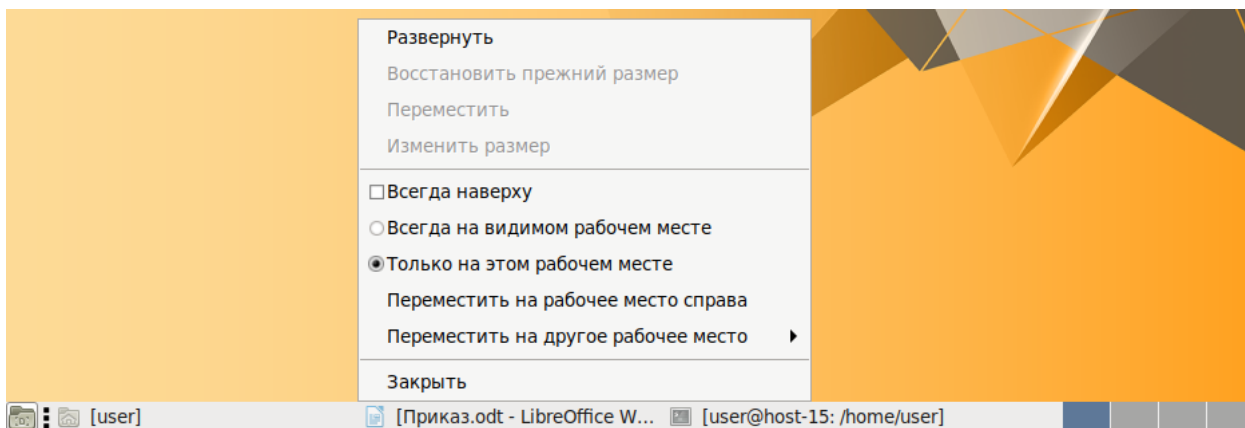 Развернуть
Восстановить прежний размер
Переместить
Изменить размер
Всегда наверху
Всегда на видимом рабочем месте
Только на этом рабочем месте
Переместить на рабочее место справа
Переместить на другое рабочее место
Закрыть
[user] [Приказ.odt - LibreOffice W... [user@host-15: /home/user]